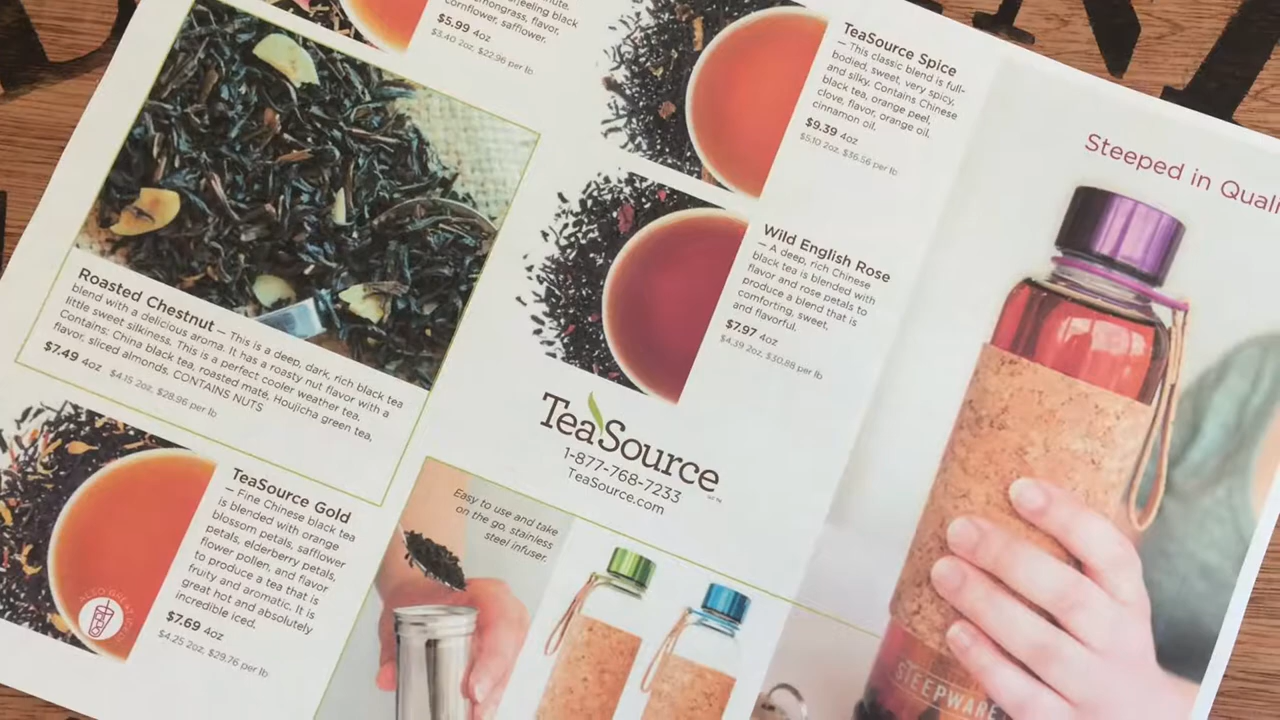 black
lemongrass, flavor,
cornflower, safflower.
$5.99 4oz
$3.40 2oz, $22.96 per lb
Roasted Chestnut – This is a deep, dark, rich black tea
blend with a delicious aroma. It has a roasty nut flavor with a
little sweet silkiness. This is a perfect cooler weather tea.
Contains: China black tea, roasted maté, Houjicha green tea,
flavor, sliced almonds. CONTAINS NUTS
$7.49 4oz $4.15 2oz, $28.96 per lb
TeaSource Gold
– Fine Chinese black tea
is blended with orange
blossom petals, safflower
petals, elderberry petals,
flower pollen, and flavor
to produce a tea that is
fruity and aromatic. It is
great hot and absolutely
incredible iced.
$7.69 4oz
$4.25 2oz, $29.76 per lb
ALSO GREAT ICED!
TeaSource Spice
– This classic blend is full-
bodied, sweet, very spicy,
and silky. Contains Chinese
black tea, orange peel,
clove, flavor, orange oil,
cinnamon oil.
$9.39 4oz
$5.10 2oz, $36.56 per lb
Wild English Rose
– A deep, rich Chinese
black tea is blended with
flavor and rose petals to
produce a blend that is
comforting, sweet,
and flavorful.
$7.97 4oz
$4.39 2oz, $30.88 per lb
TeaSource
1-877-768-7233
TeaSource.com
Easy to use and take
on the go, stainless
steel infuser.
Steeped in
STEEPWARE